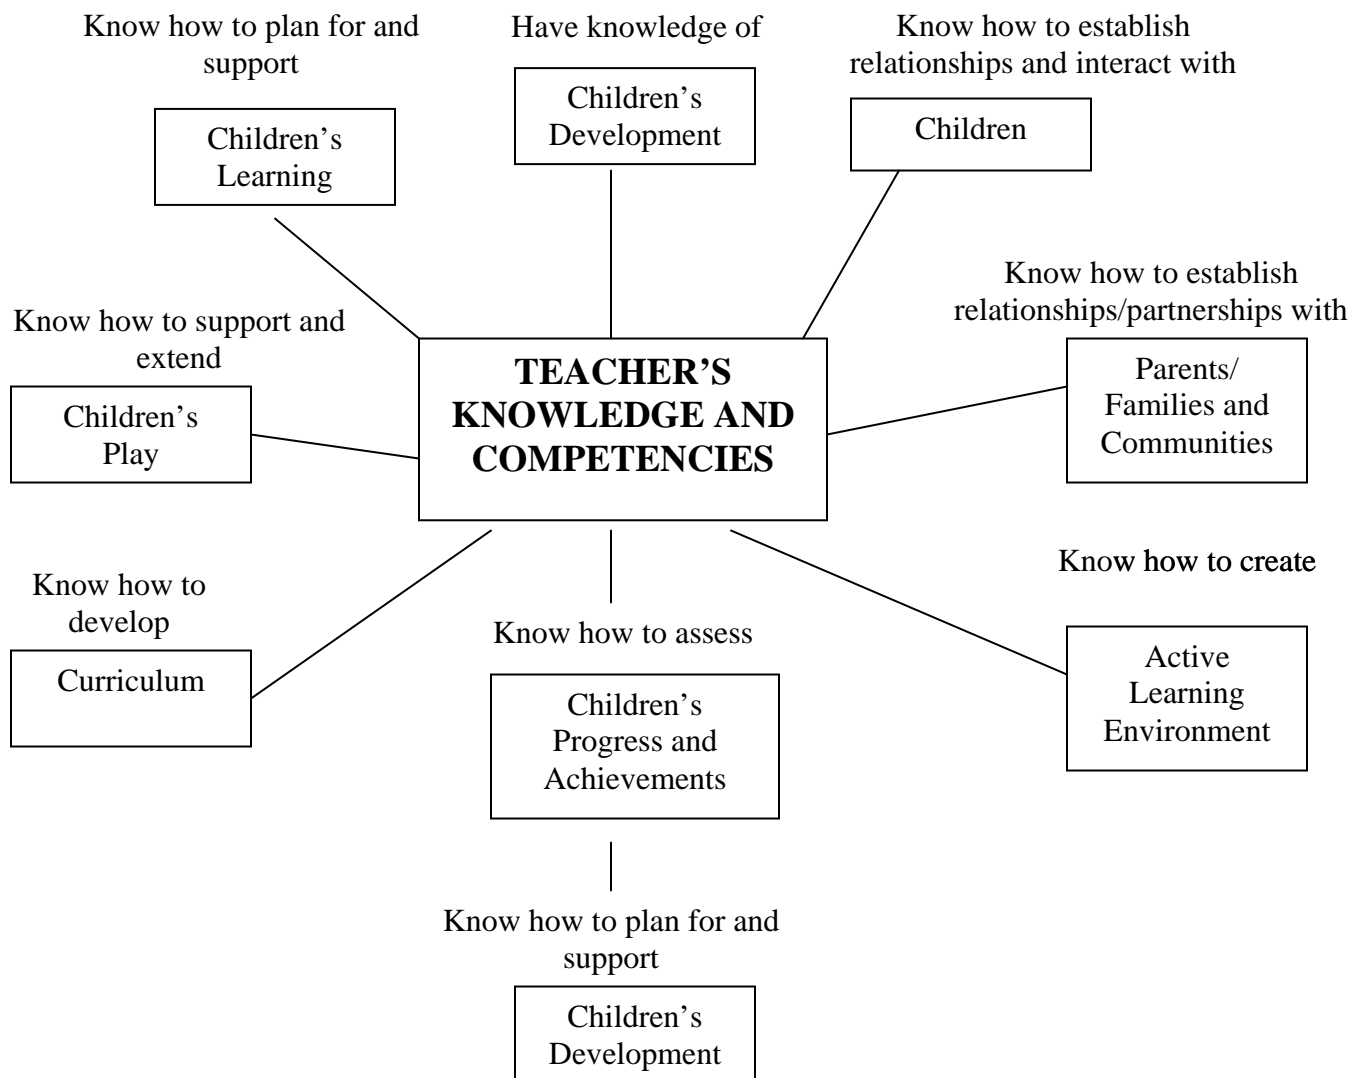 Know how to plan for and
support
Children’s
Learning
Have knowledge of
Children’s
Development
Know how to establish
relationships and interact with
Children
Know how to support and
extend
Children’s
Play
TEACHER’S
KNOWLEDGE AND
COMPETENCIES
Know how to establish
relationships/partnerships with
Parents/
Families and
Communities
Know how to develop
Curriculum
Know how to assess
Children’s
Progress and
Achievements
Know how to create
Active
Learning
Environment
Know how to plan for and
support
Children’s
Development